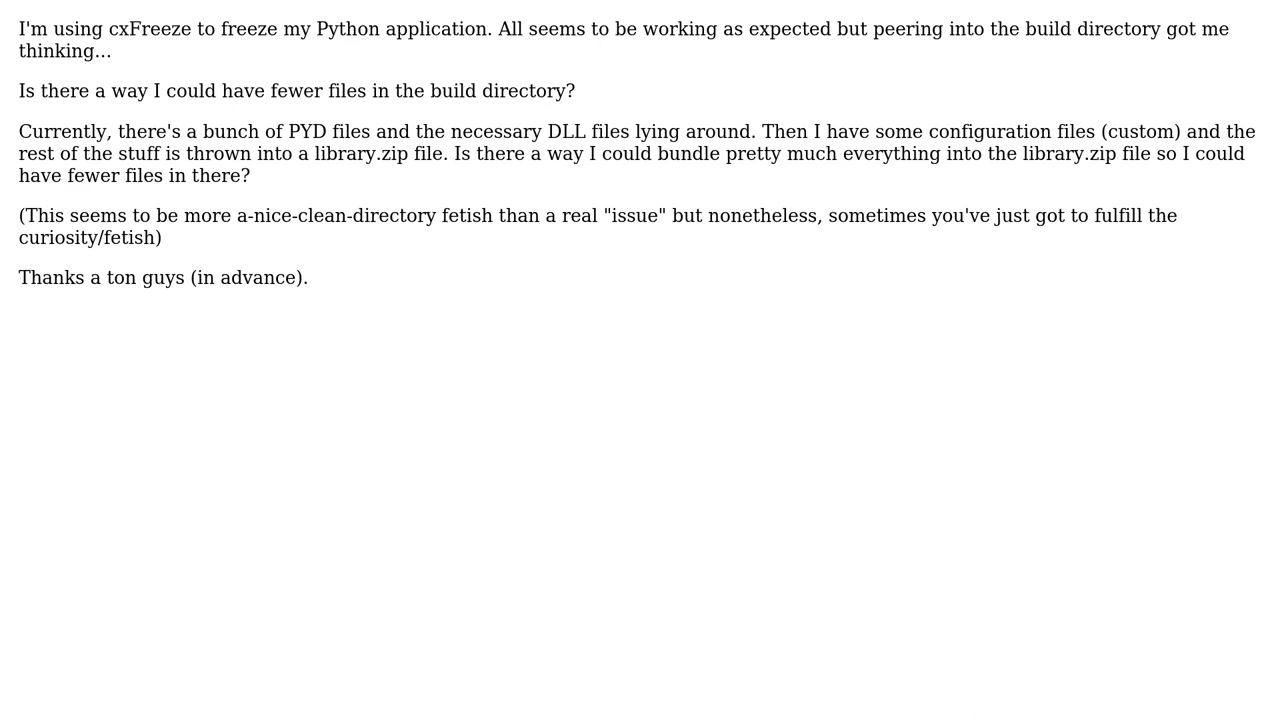 I'm using cxFreeze to freeze my Python application. All seems to be working as expected but peering into the build directory got me
thinking...
Is there a way I could have fewer files in the build directory?
Currently, there's a bunch of PYD files and the necessary DLL files lying around. Then I have some configuration files (custom) and the
rest of the stuff is thrown into a library.zip file. Is there a way I could bundle pretty much everything into the library.zip file so I could
have fewer files in there?
(This seems to be more a-nice-clean-directory fetish than a real "issue" but nonetheless, sometimes you've just got to fulfill the
curiosity/fetish)
Thanks a ton guys (in advance).